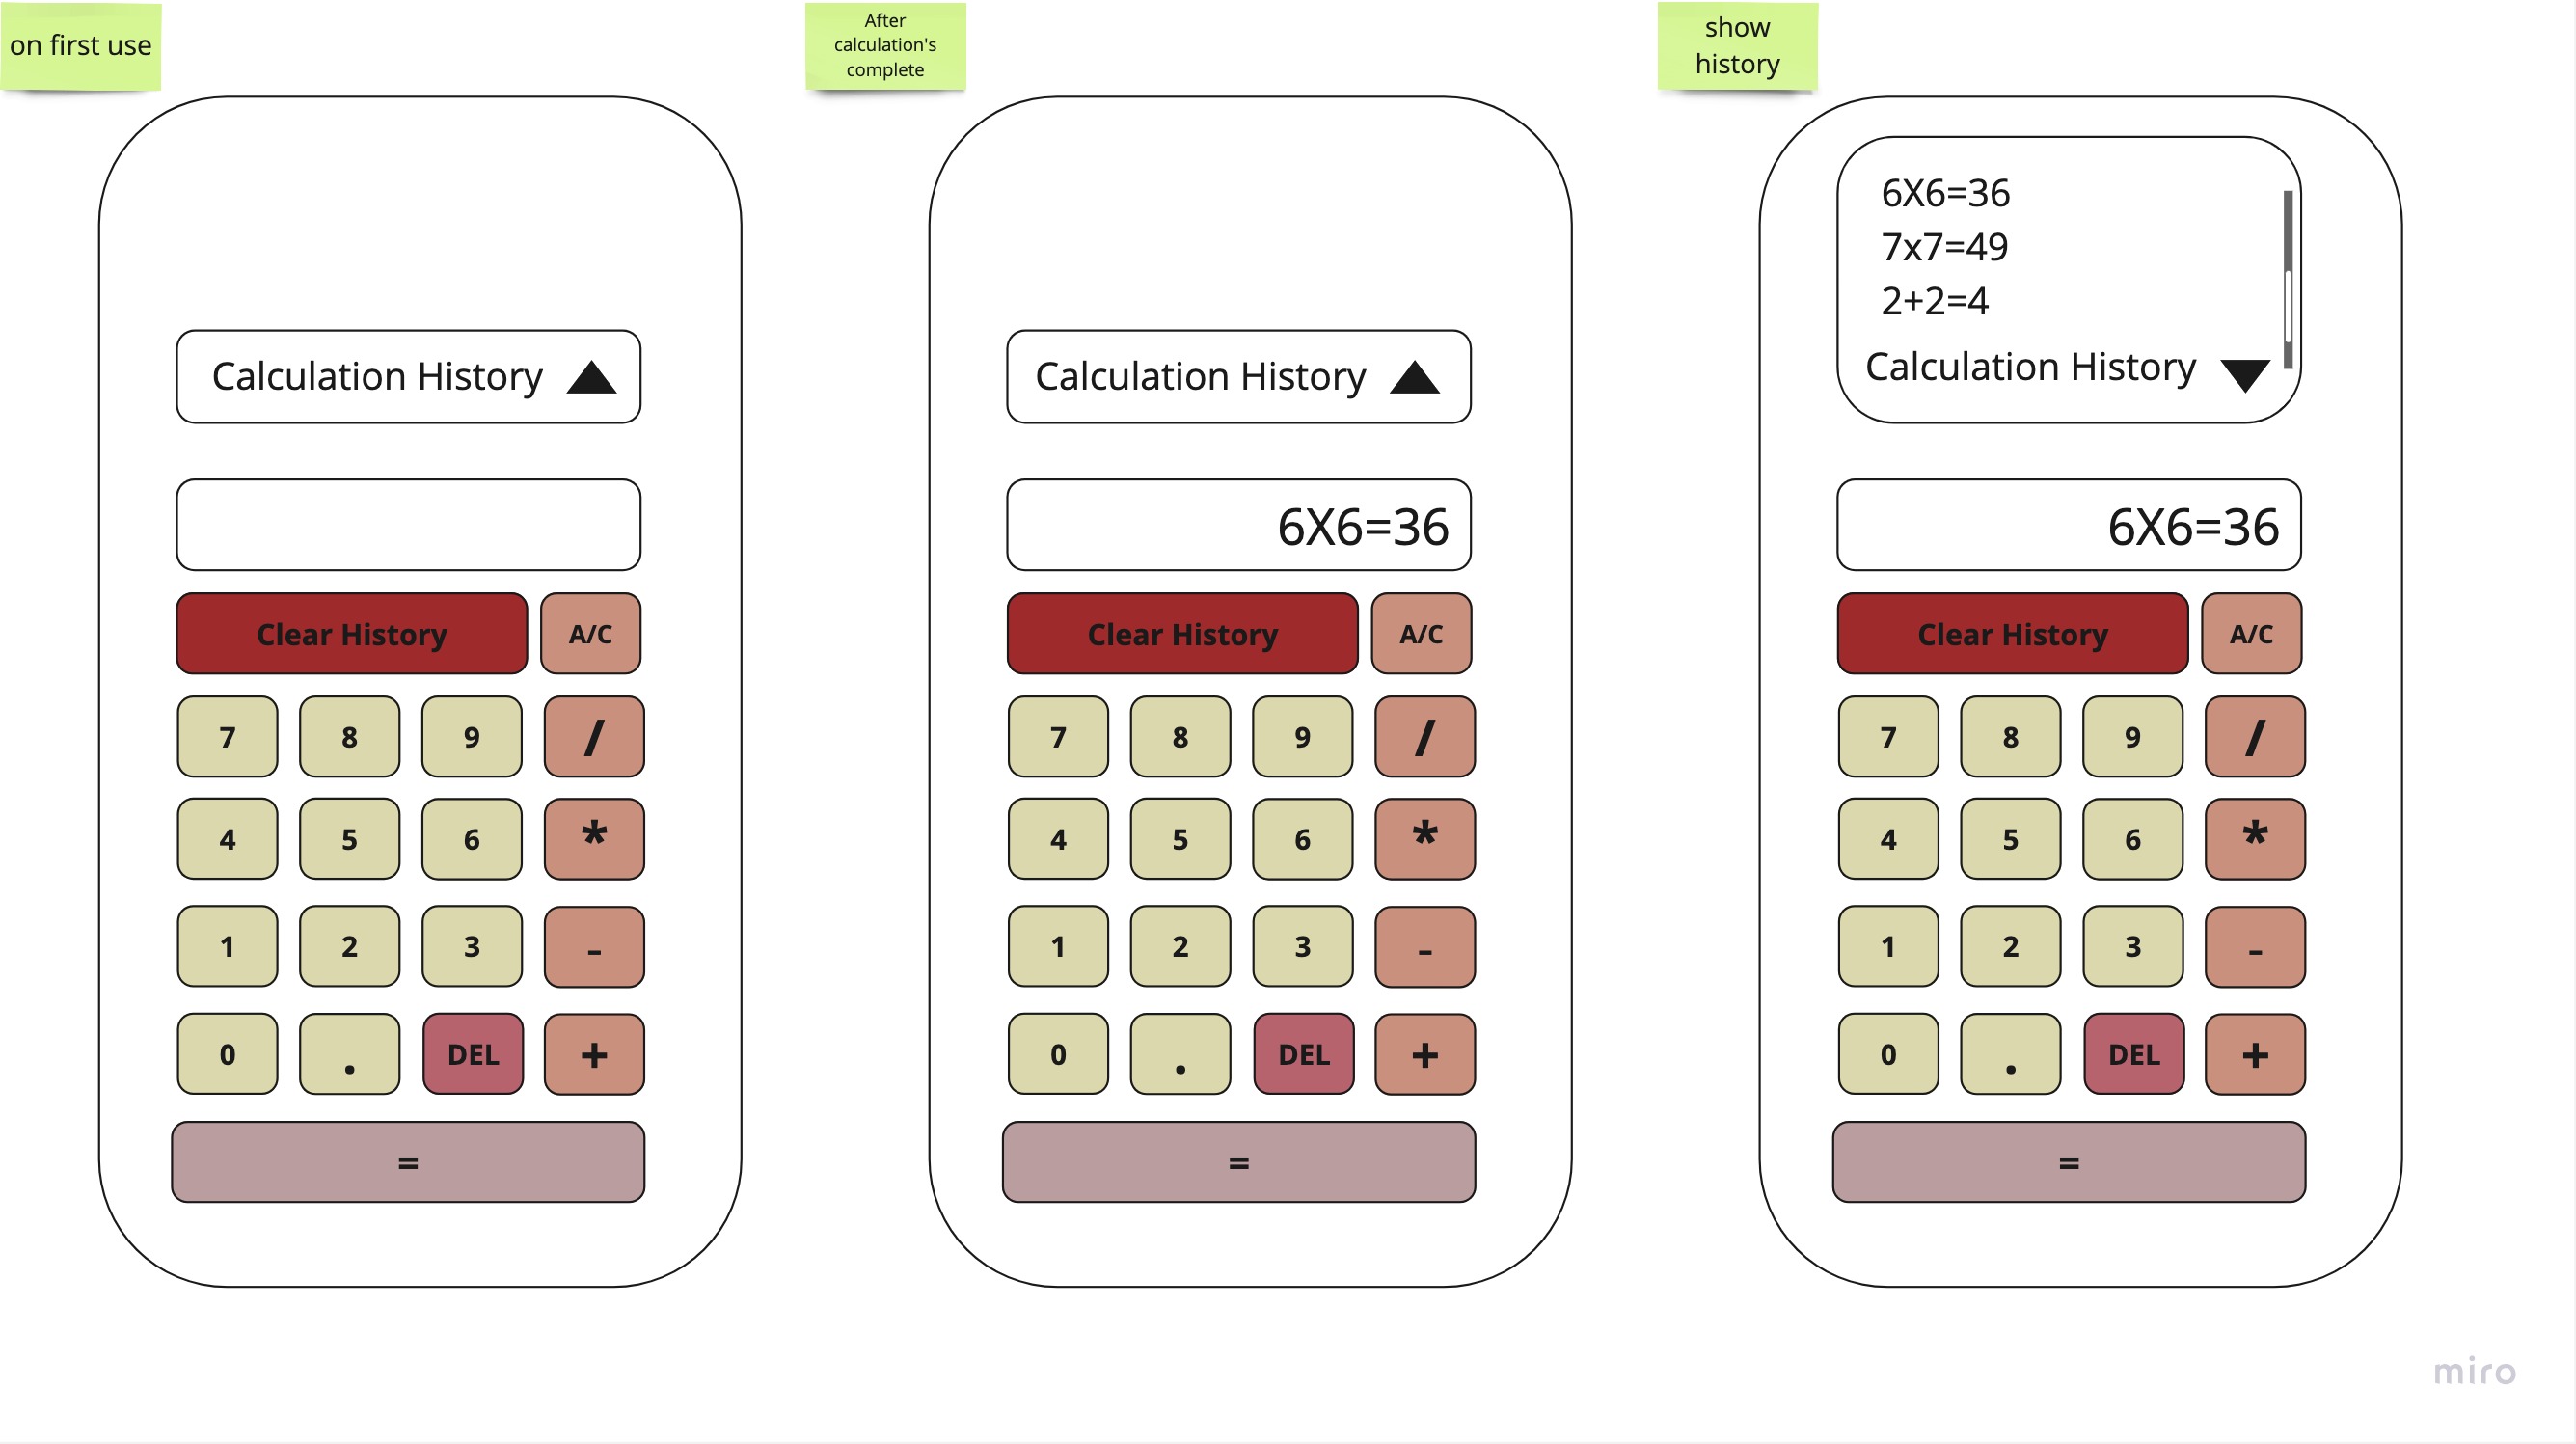 on first use
After
calculation's
complete
show
history
Calculation History
Clear History
A/C
7 8 9 /
4 5 6 *
1 2 3 -
0 . DEL +
=
Calculation History
6X6=36
Clear History
A/C
7 8 9 /
4 5 6 *
1 2 3 -
0 . DEL +
=
6X6=36
7x7=49
2+2=4
Calculation History
6X6=36
Clear History
A/C
7 8 9 /
4 5 6 *
1 2 3 -
0 . DEL +
=
miro